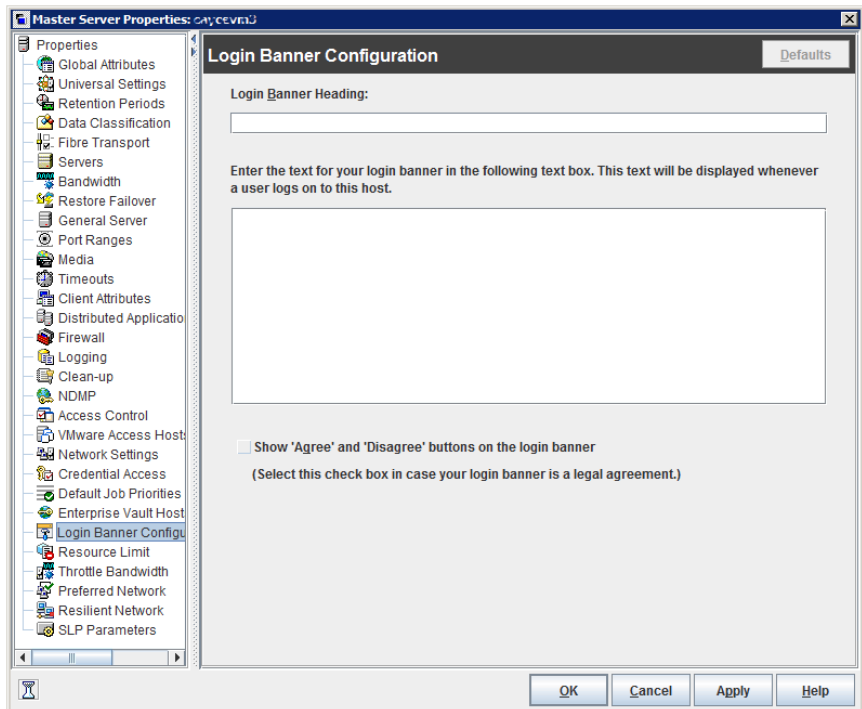 Master Server Properties:
Properties
Global Attributes
Universal Settings
Retention Periods
Data Classification
Fibre Transport
Servers
Bandwidth
Restore Failover
General Server
Port Ranges
Media
Timeouts
Client Attributes
Distributed Applicatio
Firewall
Logging
Clean-up
NDMP
Access Control
VMware Access Host
Network Settings
Credential Access
Default Job Priorities
Enterprise Vault Host
Login Banner Configu
Resource Limit
Throttle Bandwidth
Preferred Network
Resilient Network
SLP Parameters
Login Banner Configuration
Defaults
Login Banner Heading:
Enter the text for your login banner in the following text box. This text will be displayed whenever
a user logs on to this host.
Show 'Agree' and 'Disagree' buttons on the login banner
(Select this check box in case your login banner is a legal agreement.)
OK
Cancel
Apply
Help